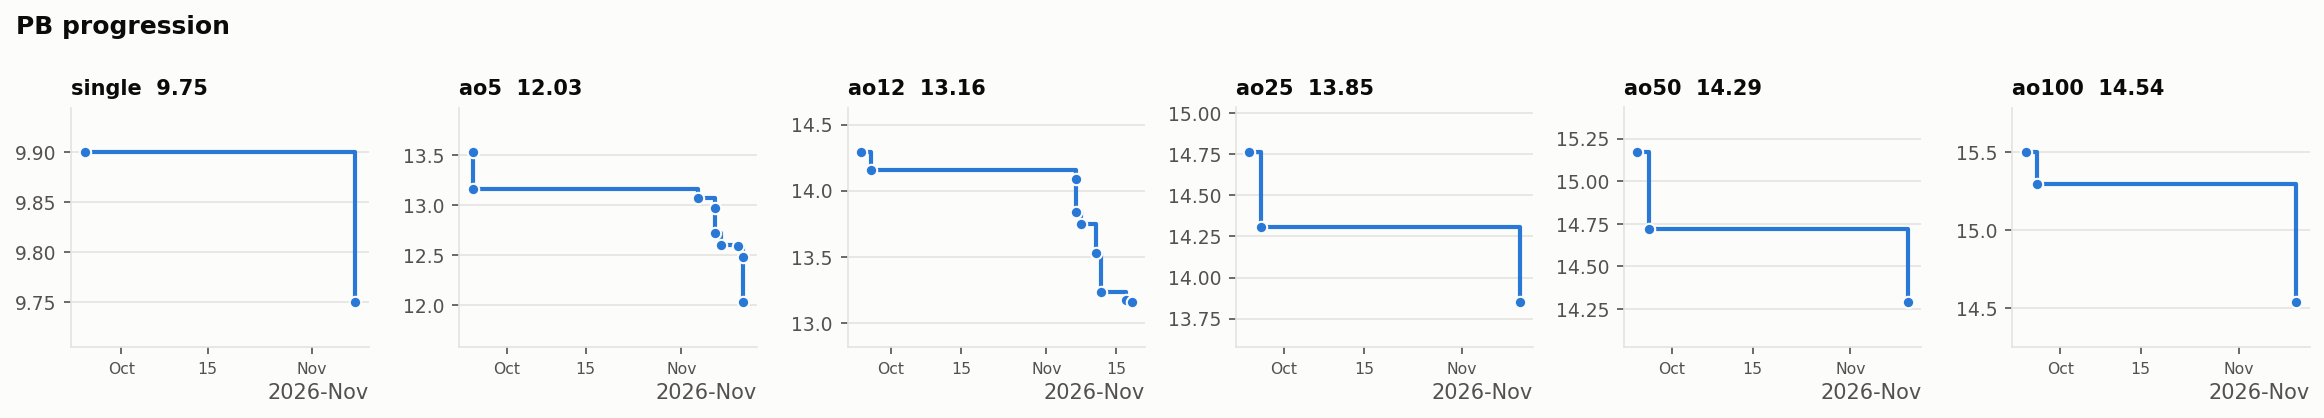 PB progression
single 9.75
9.90
9.85
9.80
9.75
Oct 15 Nov
2026-Nov
ao5 12.03
13.5
13.0
12.5
12.0
Oct 15 Nov
2026-Nov
ao12 13.16
14.5
14.0
13.5
13.0
Oct 15 Nov 15
2026-Nov
ao25 13.85
15.00
14.75
14.50
14.25
14.00
13.75
Oct 15 Nov
2026-Nov
ao50 14.29
15.25
15.00
14.75
14.50
14.25
Oct 15 Nov
2026-Nov
ao100 14.54
15.5
15.0
14.5
Oct 15 Nov
2026-Nov